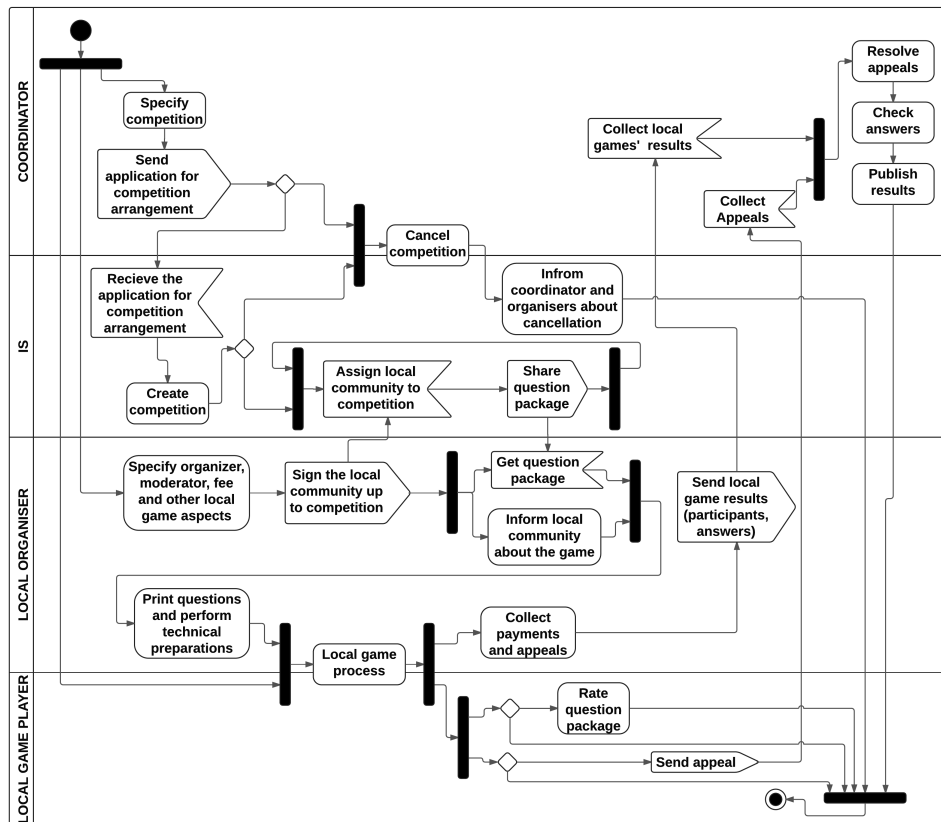 COORDINATOR
Specify
competition
Send
application for
competition
arrangement
Collect local
games' results
Collect
Appeals
Resolve
appeals
Check
answers
Publish
results
Cancel
competition
IS
Recieve the
application for
competition
arrangement
Create
competition
Infrom
coordinator and
organisers about
cancellation
Assign local
community to
competition
Share
question
package
LOCAL ORGANISER
Specify organizer,
moderator, fee
and other local
game aspects
Sign the local
community up
to competition
Get question
package
Inform local
community
about the game
Send local
game results
(participants,
answers)
Print questions
and perform
technical
preparations
Local game
process
Collect
payments
and appeals
LOCAL GAME PLAYER
Rate
question
package
Send appeal